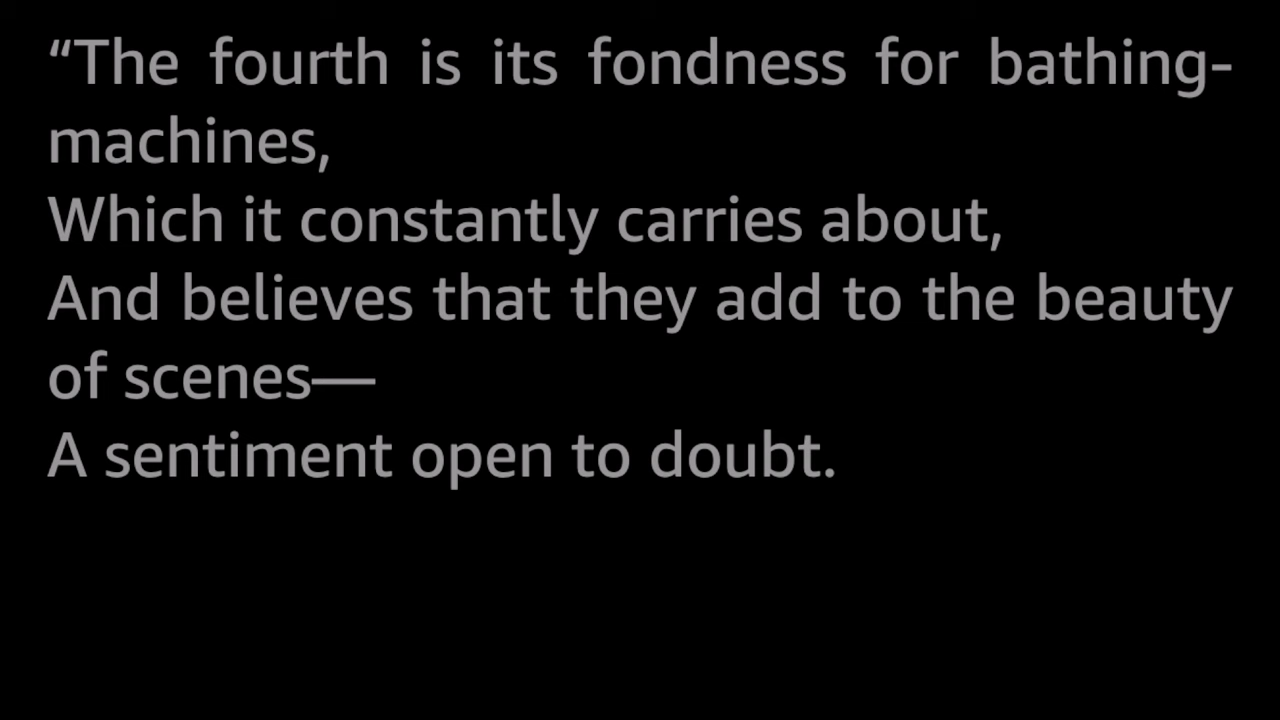 “The fourth is its fondness for bathing-
machines,
Which it constantly carries about,
And believes that they add to the beauty
of scenes—
A sentiment open to doubt.